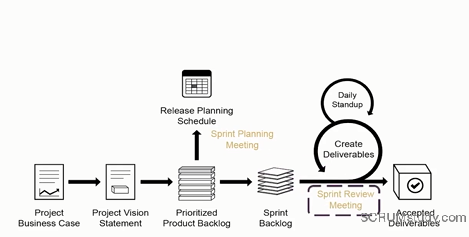 Release Planning
Schedule
Sprint Planning
Meeting
Daily
Standup
Create
Deliverables
Project
Business Case
Project Vision
Statement
Prioritized
Product Backlog
Sprint
Backlog
Sprint Review
Meeting
Accepted
Deliverables
SCRUMstudy.com